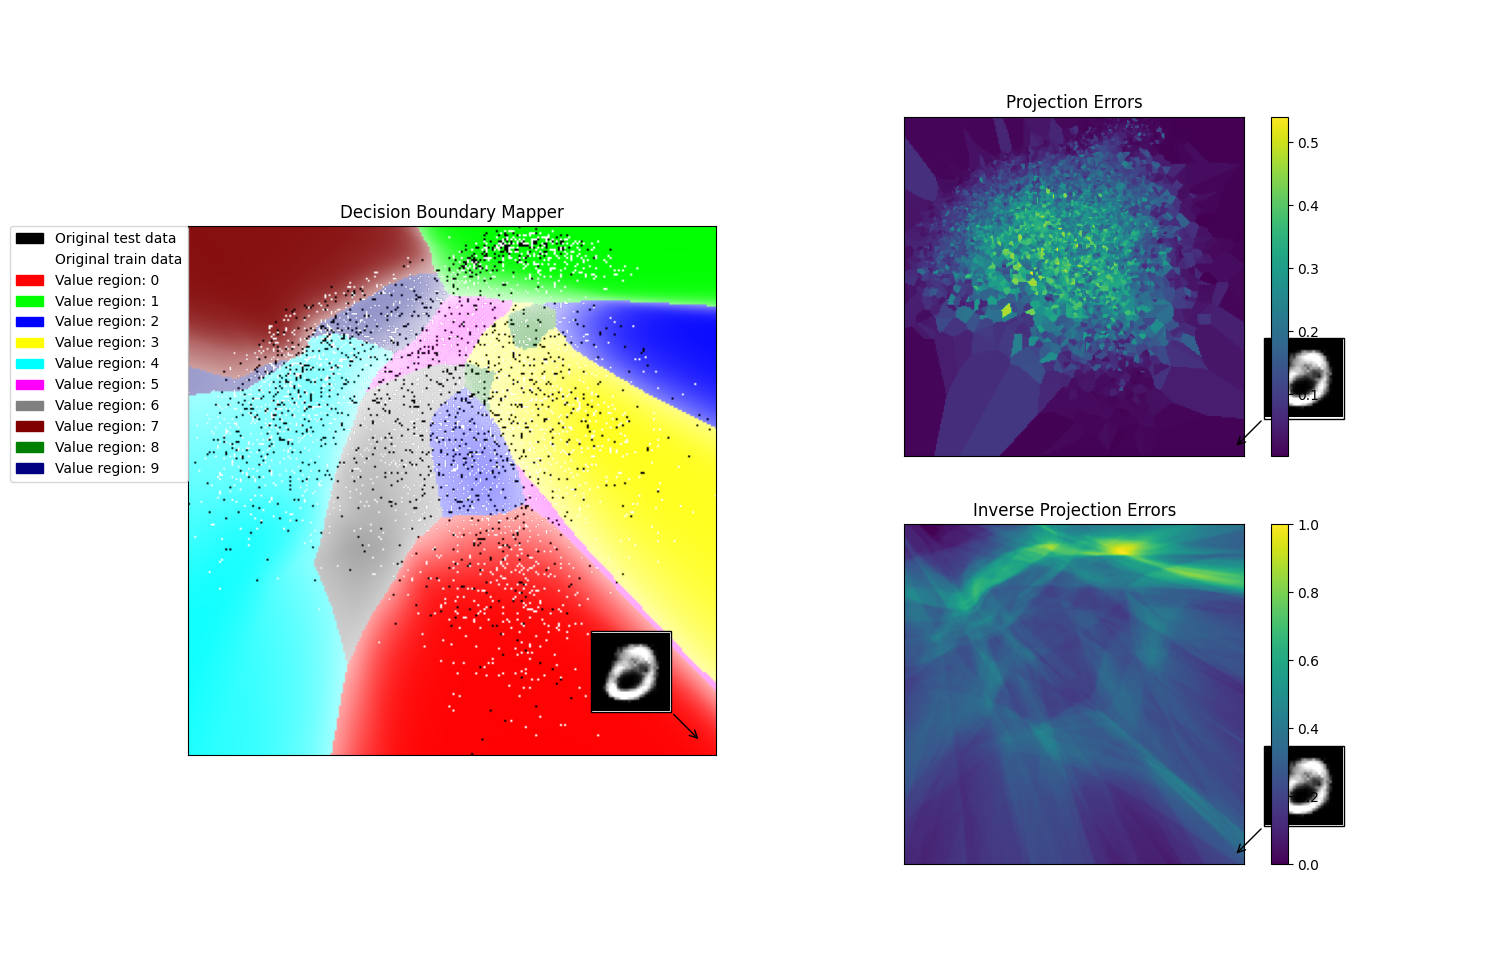 Decision Boundary Mapper
Original test data
Original train data
Value region: 0
Value region: 1
Value region: 2
Value region: 3
Value region: 4
Value region: 5
Value region: 6
Value region: 7
Value region: 8
Value region: 9
Projection Errors
0.5
0.4
0.3
0.2
0.1
Inverse Projection Errors
1.0
0.8
0.6
0.4
0.2
0.0